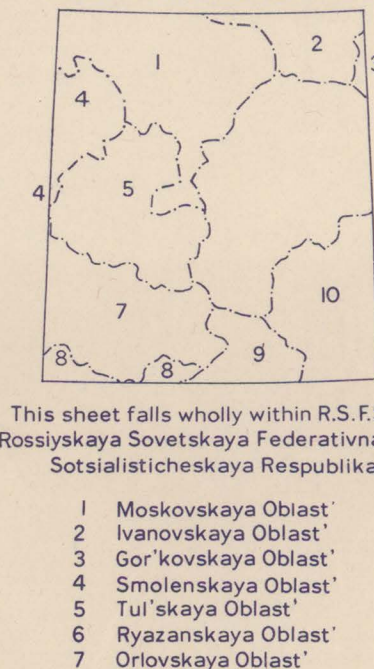 1
2
3
4
4
5
7
10
8
8
9
This sheet falls wholly within R.S.F.
Rossiyskaya Sovetskaya Federativna
Sotsialisticheskaya Respublika
1 Moskovskaya Oblast'
2 Ivanovskaya Oblast'
3 Gor'kovskaya Oblast'
4 Smolenskaya Oblast'
5 Tul'skaya Oblast'
6 Ryazanskaya Oblast'
7 Orlovskaya Oblast'